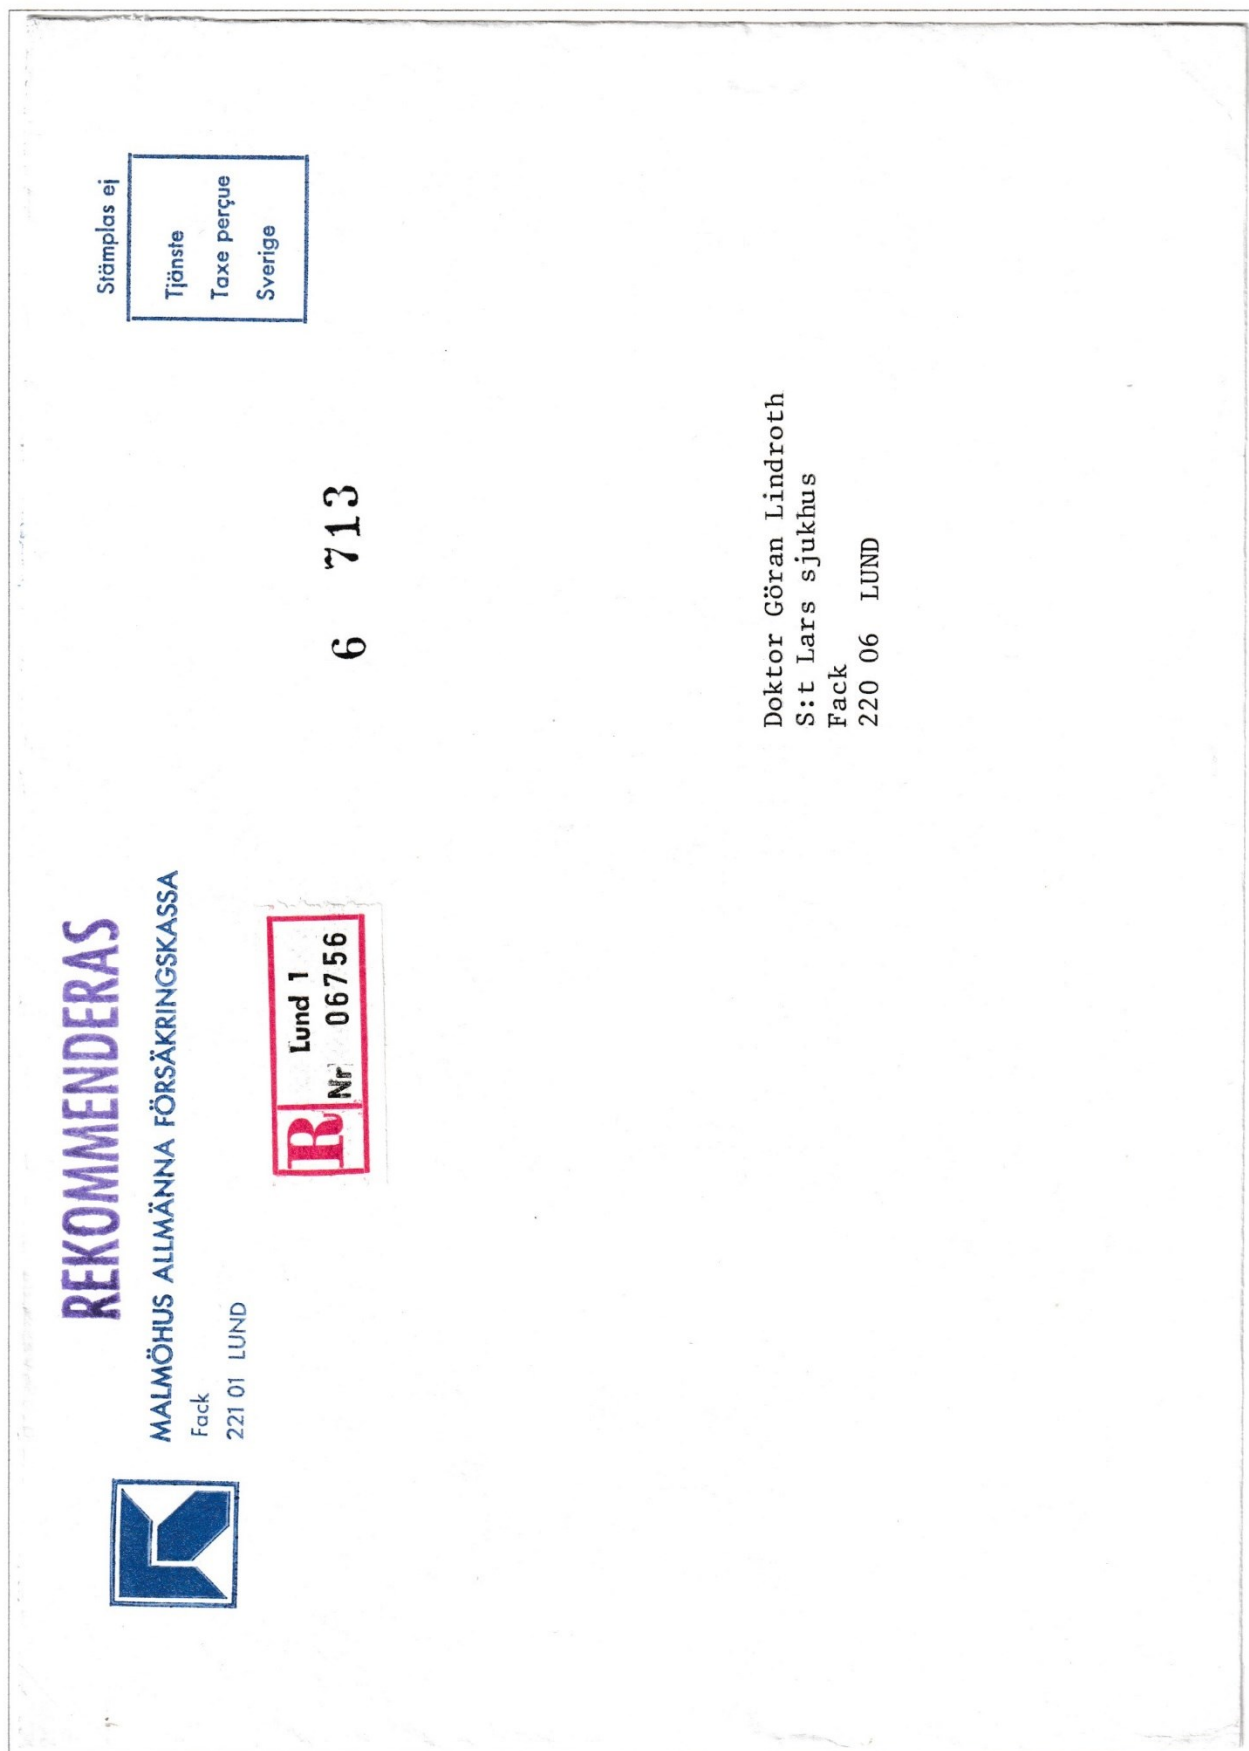 REKOMMENDERAS
MALMÖHUS ALLMÄNNA FÖRSÄKRINGSKASSA
Fack
221 01 LUND
Stämplas ej
Tjänste
Taxe perçue
Sverige
R
Lund 1
Nr 06756
6 713
Doktor Göran Lindroth
S:t Lars sjukhus
Fack
220 06 LUND